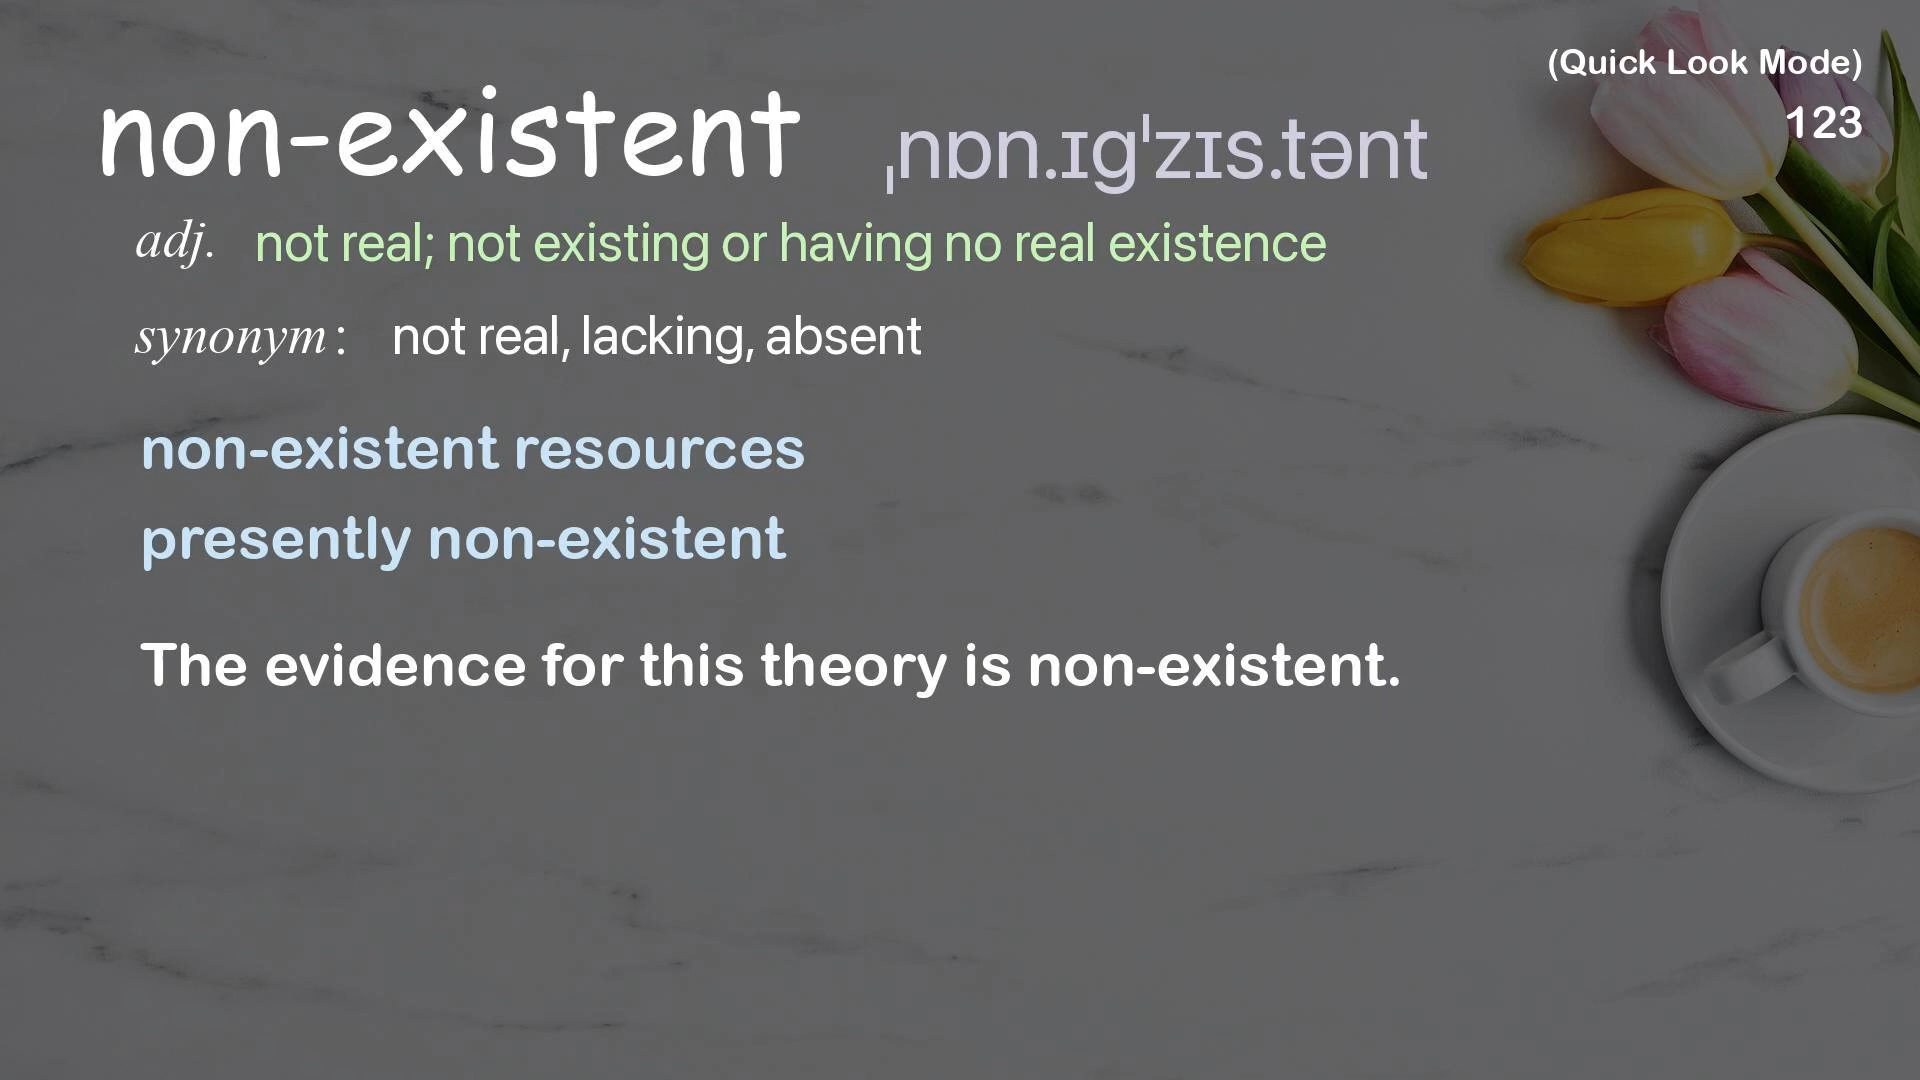 (Quick Look Mode)
123
non-existent ˌnɒn.ɪɡˈzɪs.tənt
adj. not real; not existing or having no real existence
synonym : not real, lacking, absent
non-existent resources
presently non-existent
The evidence for this theory is non-existent.